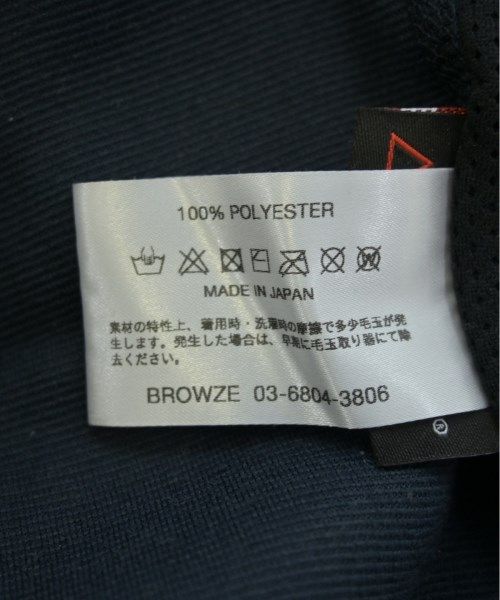 100% POLYESTER
MADE IN JAPAN
素材の特性上、着用時・洗濯時の摩擦で多少毛玉が発
生します。発生した場合は、早期に毛玉取り器にて除
去ください。
BROWZE 03-6804-3806
®